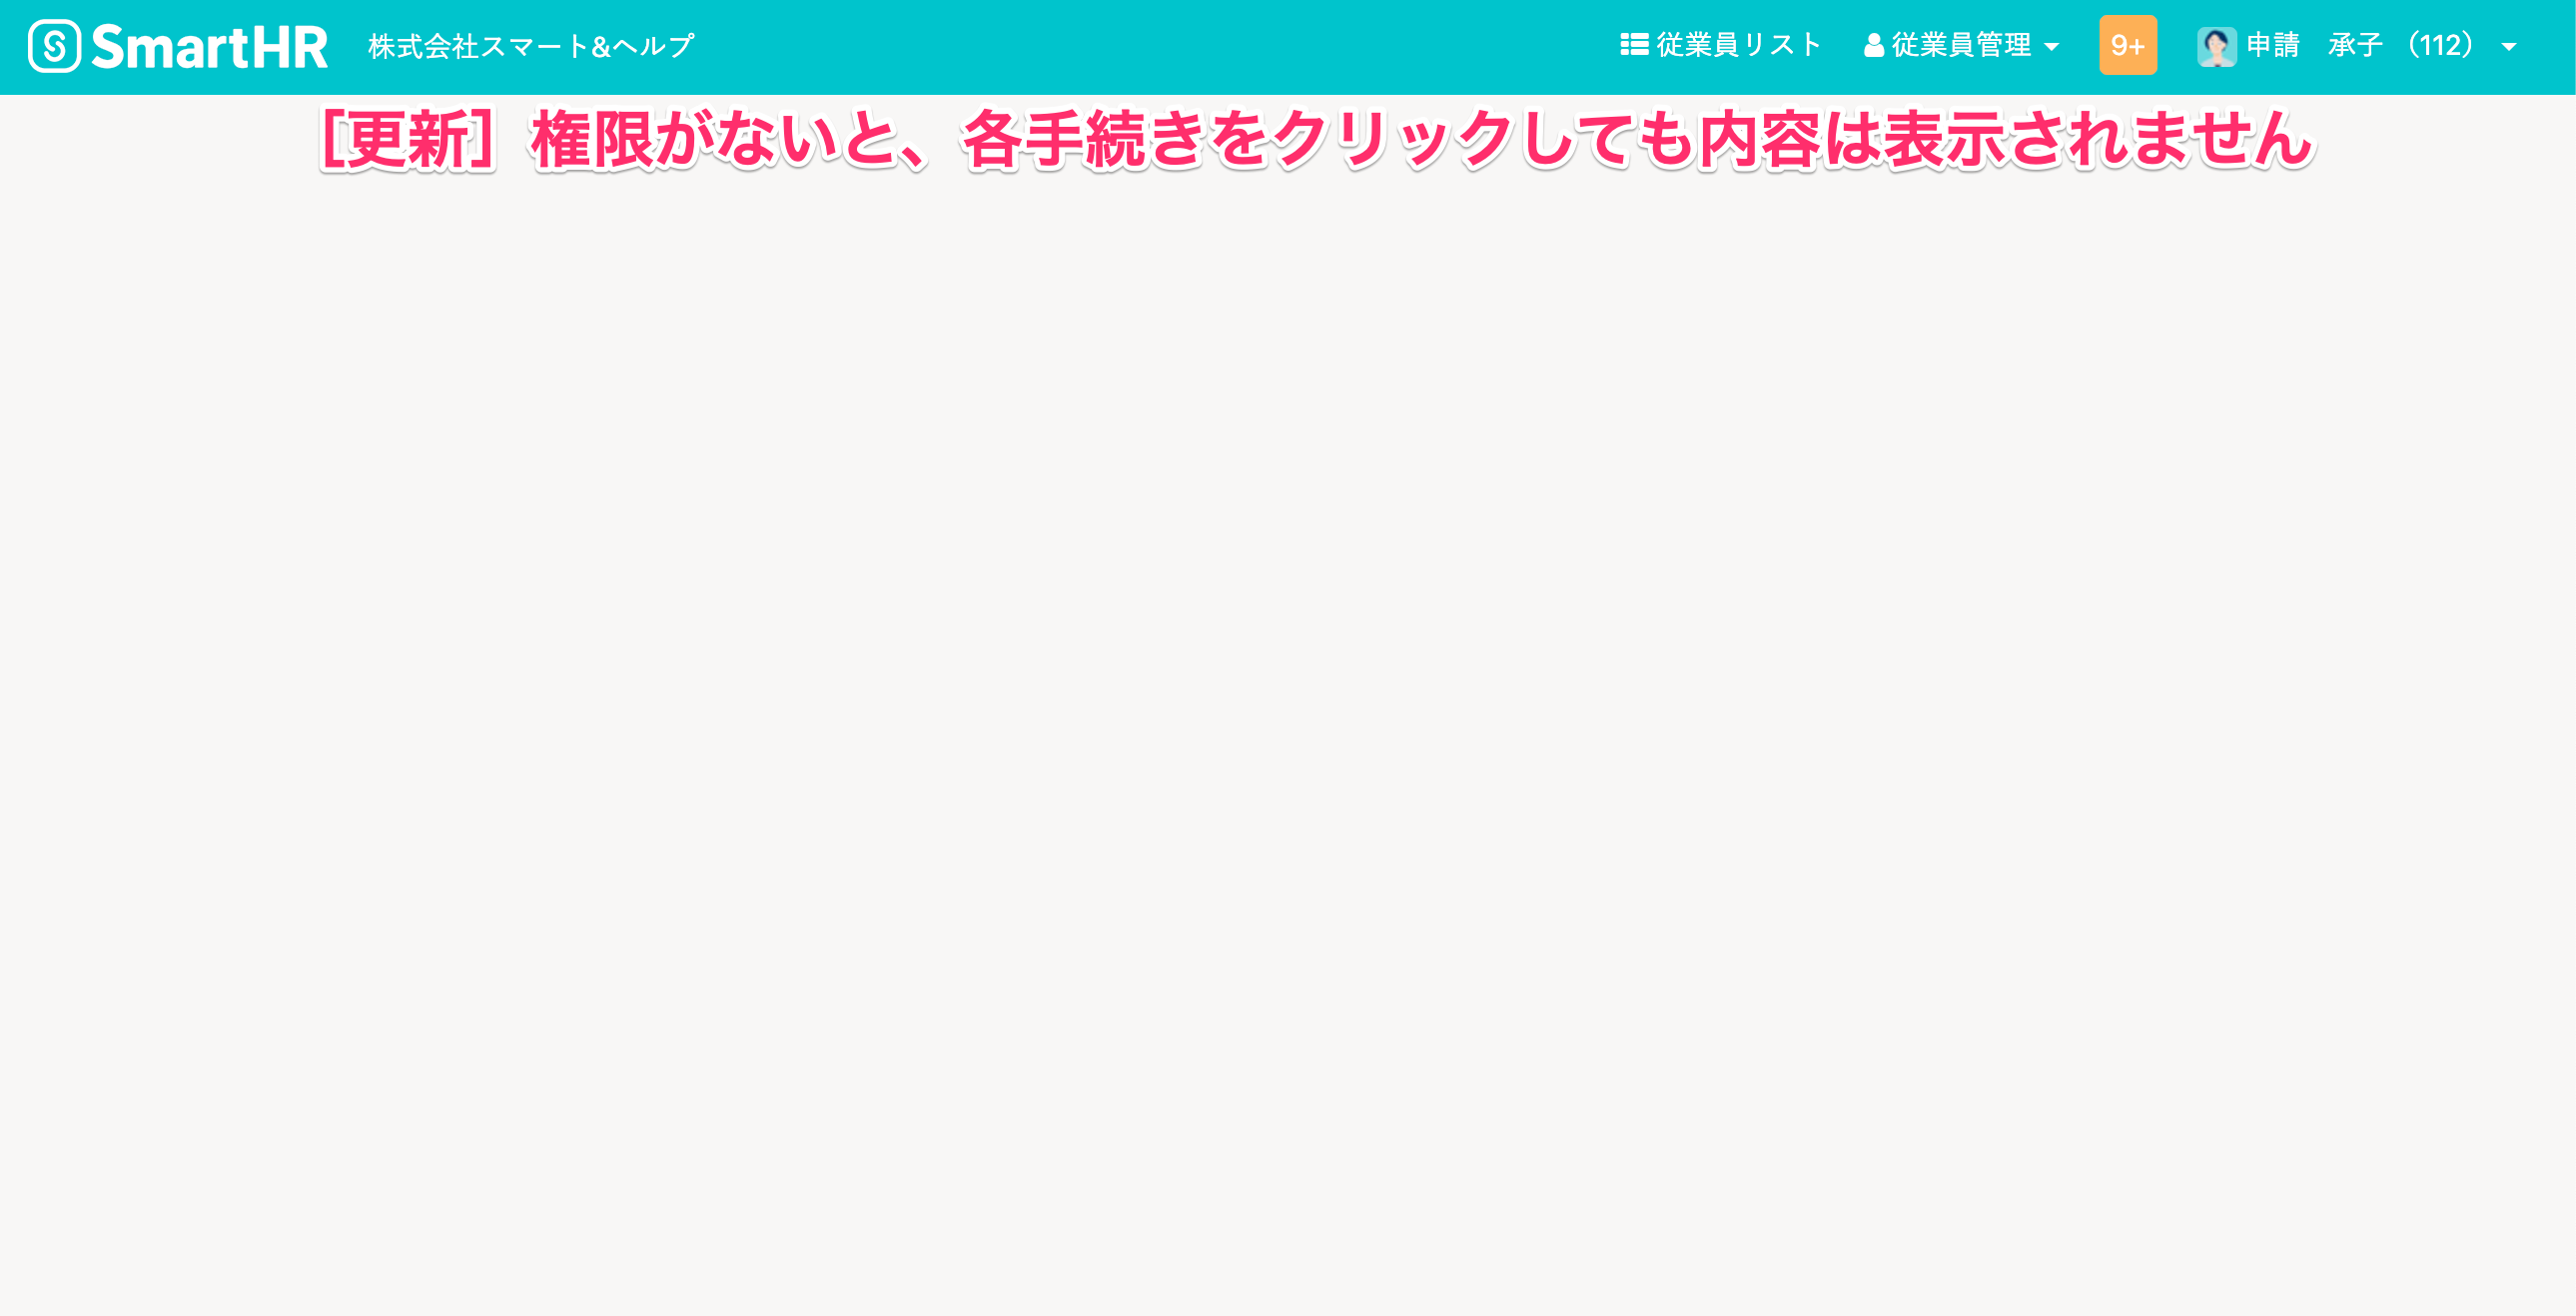 SmartHR 株式会社スマート&ヘルプ 従業員リスト 従業員管理 9+ 申請　承子（112）
［更新］権限がないと、各手続きをクリックしても内容は表示されません